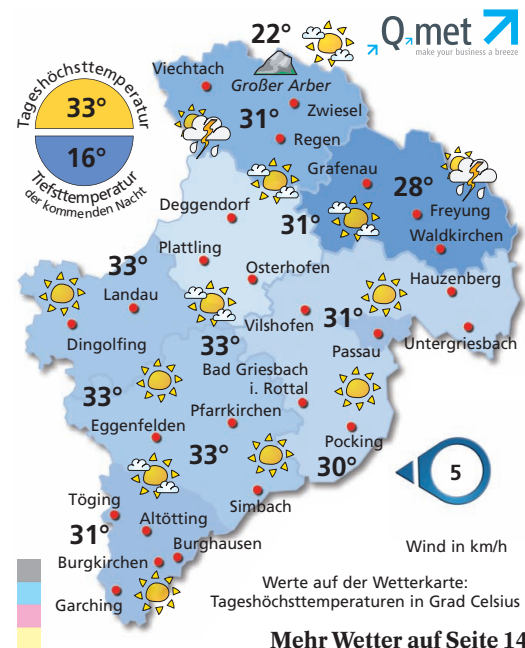 22°
Q.met
make your business a breeze
Viechtach
Großer Arber
Tageshöchsttemperatur
33°
16°
Tiefsttemperatur
der kommenden Nacht
Zwiesel
31°
Regen
Grafenau
28°
Freyung
Waldkirchen
Deggendorf
31°
Plattling
33°
Osterhofen
Hauzenberg
Landau
Vilshofen
31°
Dingolfing
Passau
Untergriesbach
33°
Bad Griesbach
i. Rottal
33°
Pfarrkirchen
Eggenfelden
Pocking
33°
30°
5
Simbach
Töging
Altötting
31°
Burghausen
Wind in km/h
Burgkirchen
Garching
Werte auf der Wetterkarte:
Tageshöchsttemperaturen in Grad Celsius
Mehr Wetter auf Seite 14